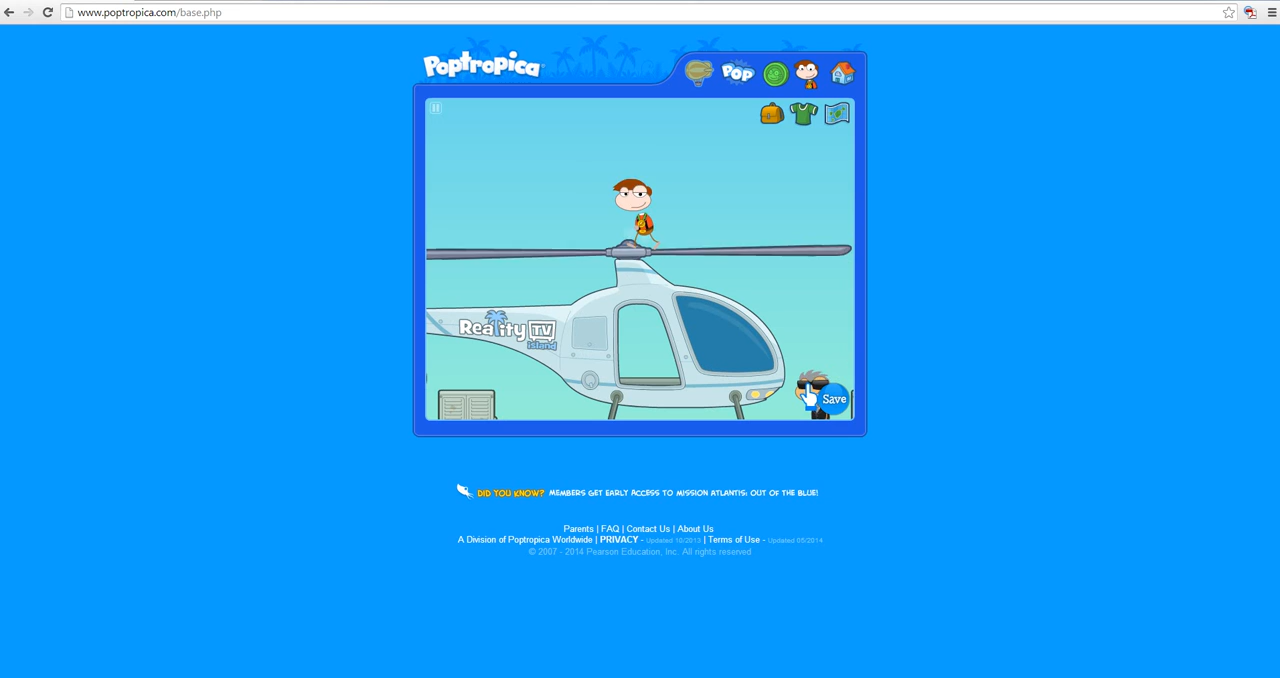 www.poptropica.com/base.php
Poptropica
POP
Reality TV
island
Save
DID YOU KNOW? MEMBERS GET EARLY ACCESS TO MISSION ATLANTIS: OUT OF THE BLUE!
Parents | FAQ | Contact Us | About Us
A Division of Poptropica Worldwide | PRIVACY - Updated 10/2013 | Terms of Use - Updated 05/2014
© 2007 - 2014 Pearson Education, Inc. All rights reserved